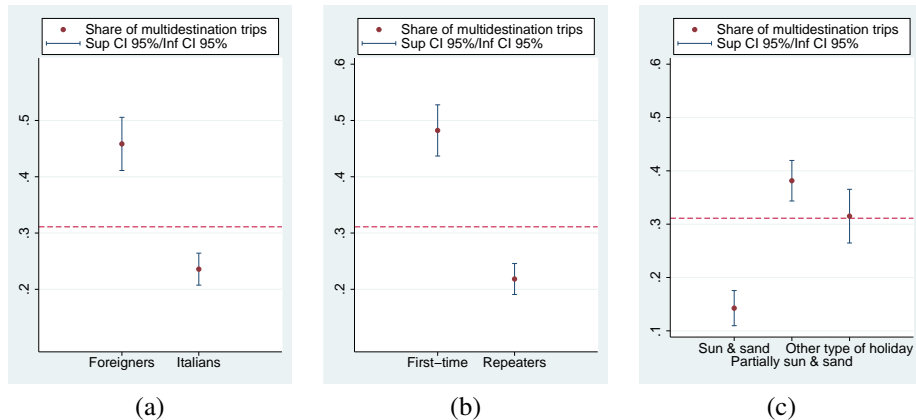 Share of multidestination trips
Sup CI 95%/Inf CI 95%
.5
.4
.3
.2
Foreigners
Italians
(a)
Share of multidestination trips
Sup CI 95%/Inf CI 95%
.6
.5
.4
.3
.2
First−time
Repeaters
(b)
Share of multidestination trips
Sup CI 95%/Inf CI 95%
.6
.5
.4
.3
.2
.1
Sun & sand
Other type of holiday
Partially sun & sand
(c)